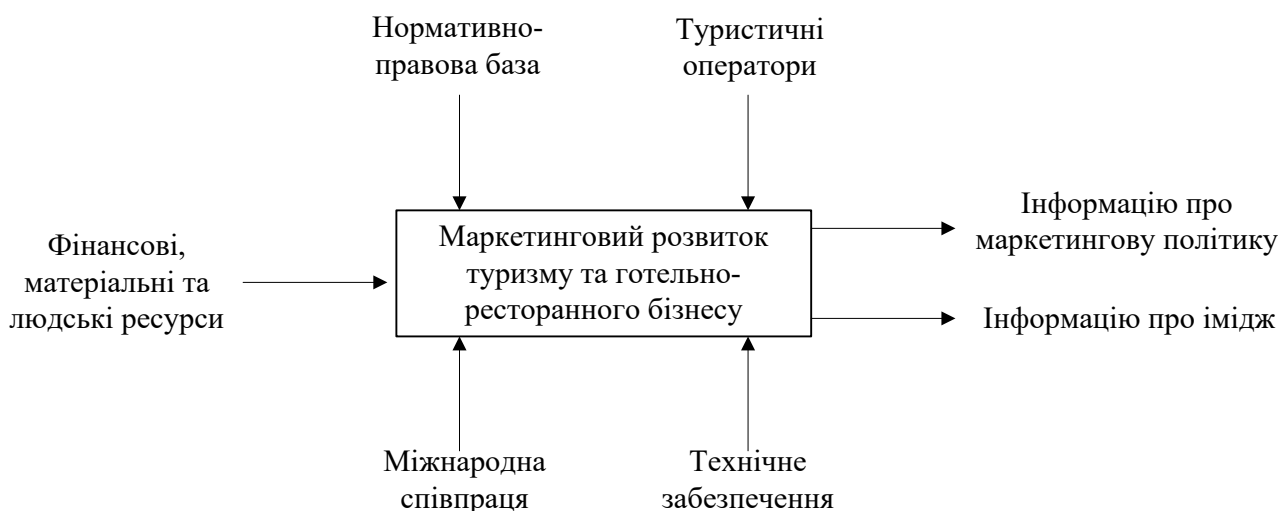 Нормативно-
правова база
Туристичні
оператори
Фінансові,
матеріальні та
людські ресурси
Маркетинговий розвиток
туризму та готельно-
ресторанного бізнесу
Інформацію про
маркетингову політику
Інформацію про імідж
Міжнародна
співпраця
Технічне
забезпечення